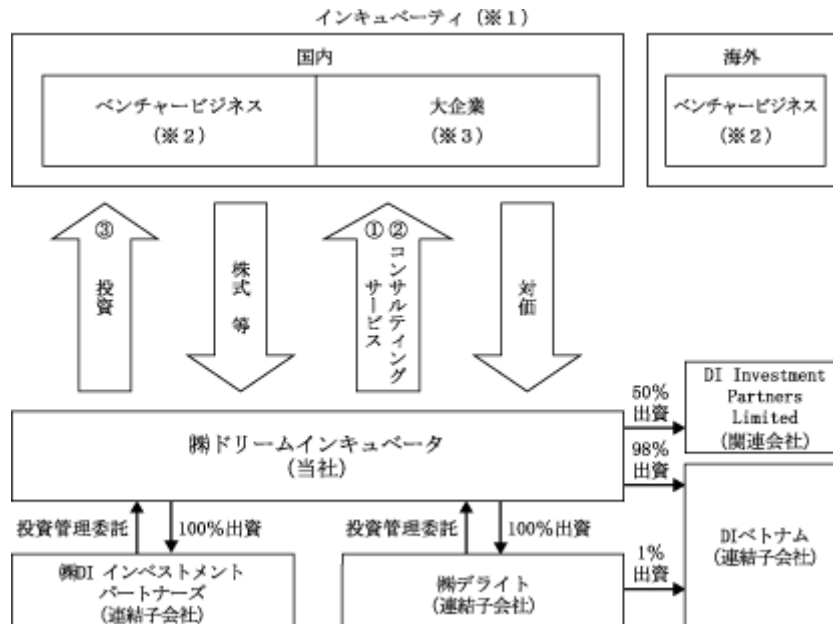 インキュベーティ(※1)
国内
ベンチャービジネス
(※2)
大企業
(※3)
海外
ベンチャービジネス
(※2)
③
投資
株式 等
①②
コンサルティング
サービス
対価
㈱ドリームインキュベータ
(当社)
50%
出資
DI Investment
Partners
Limited
(関連会社)
98%
出資
投資管理委託
100%出資
投資管理委託
100%出資
㈱DI インベストメント
パートナーズ
(連結子会社)
㈱デライト
(連結子会社)
1%
出資
DIベトナム
(連結子会社)